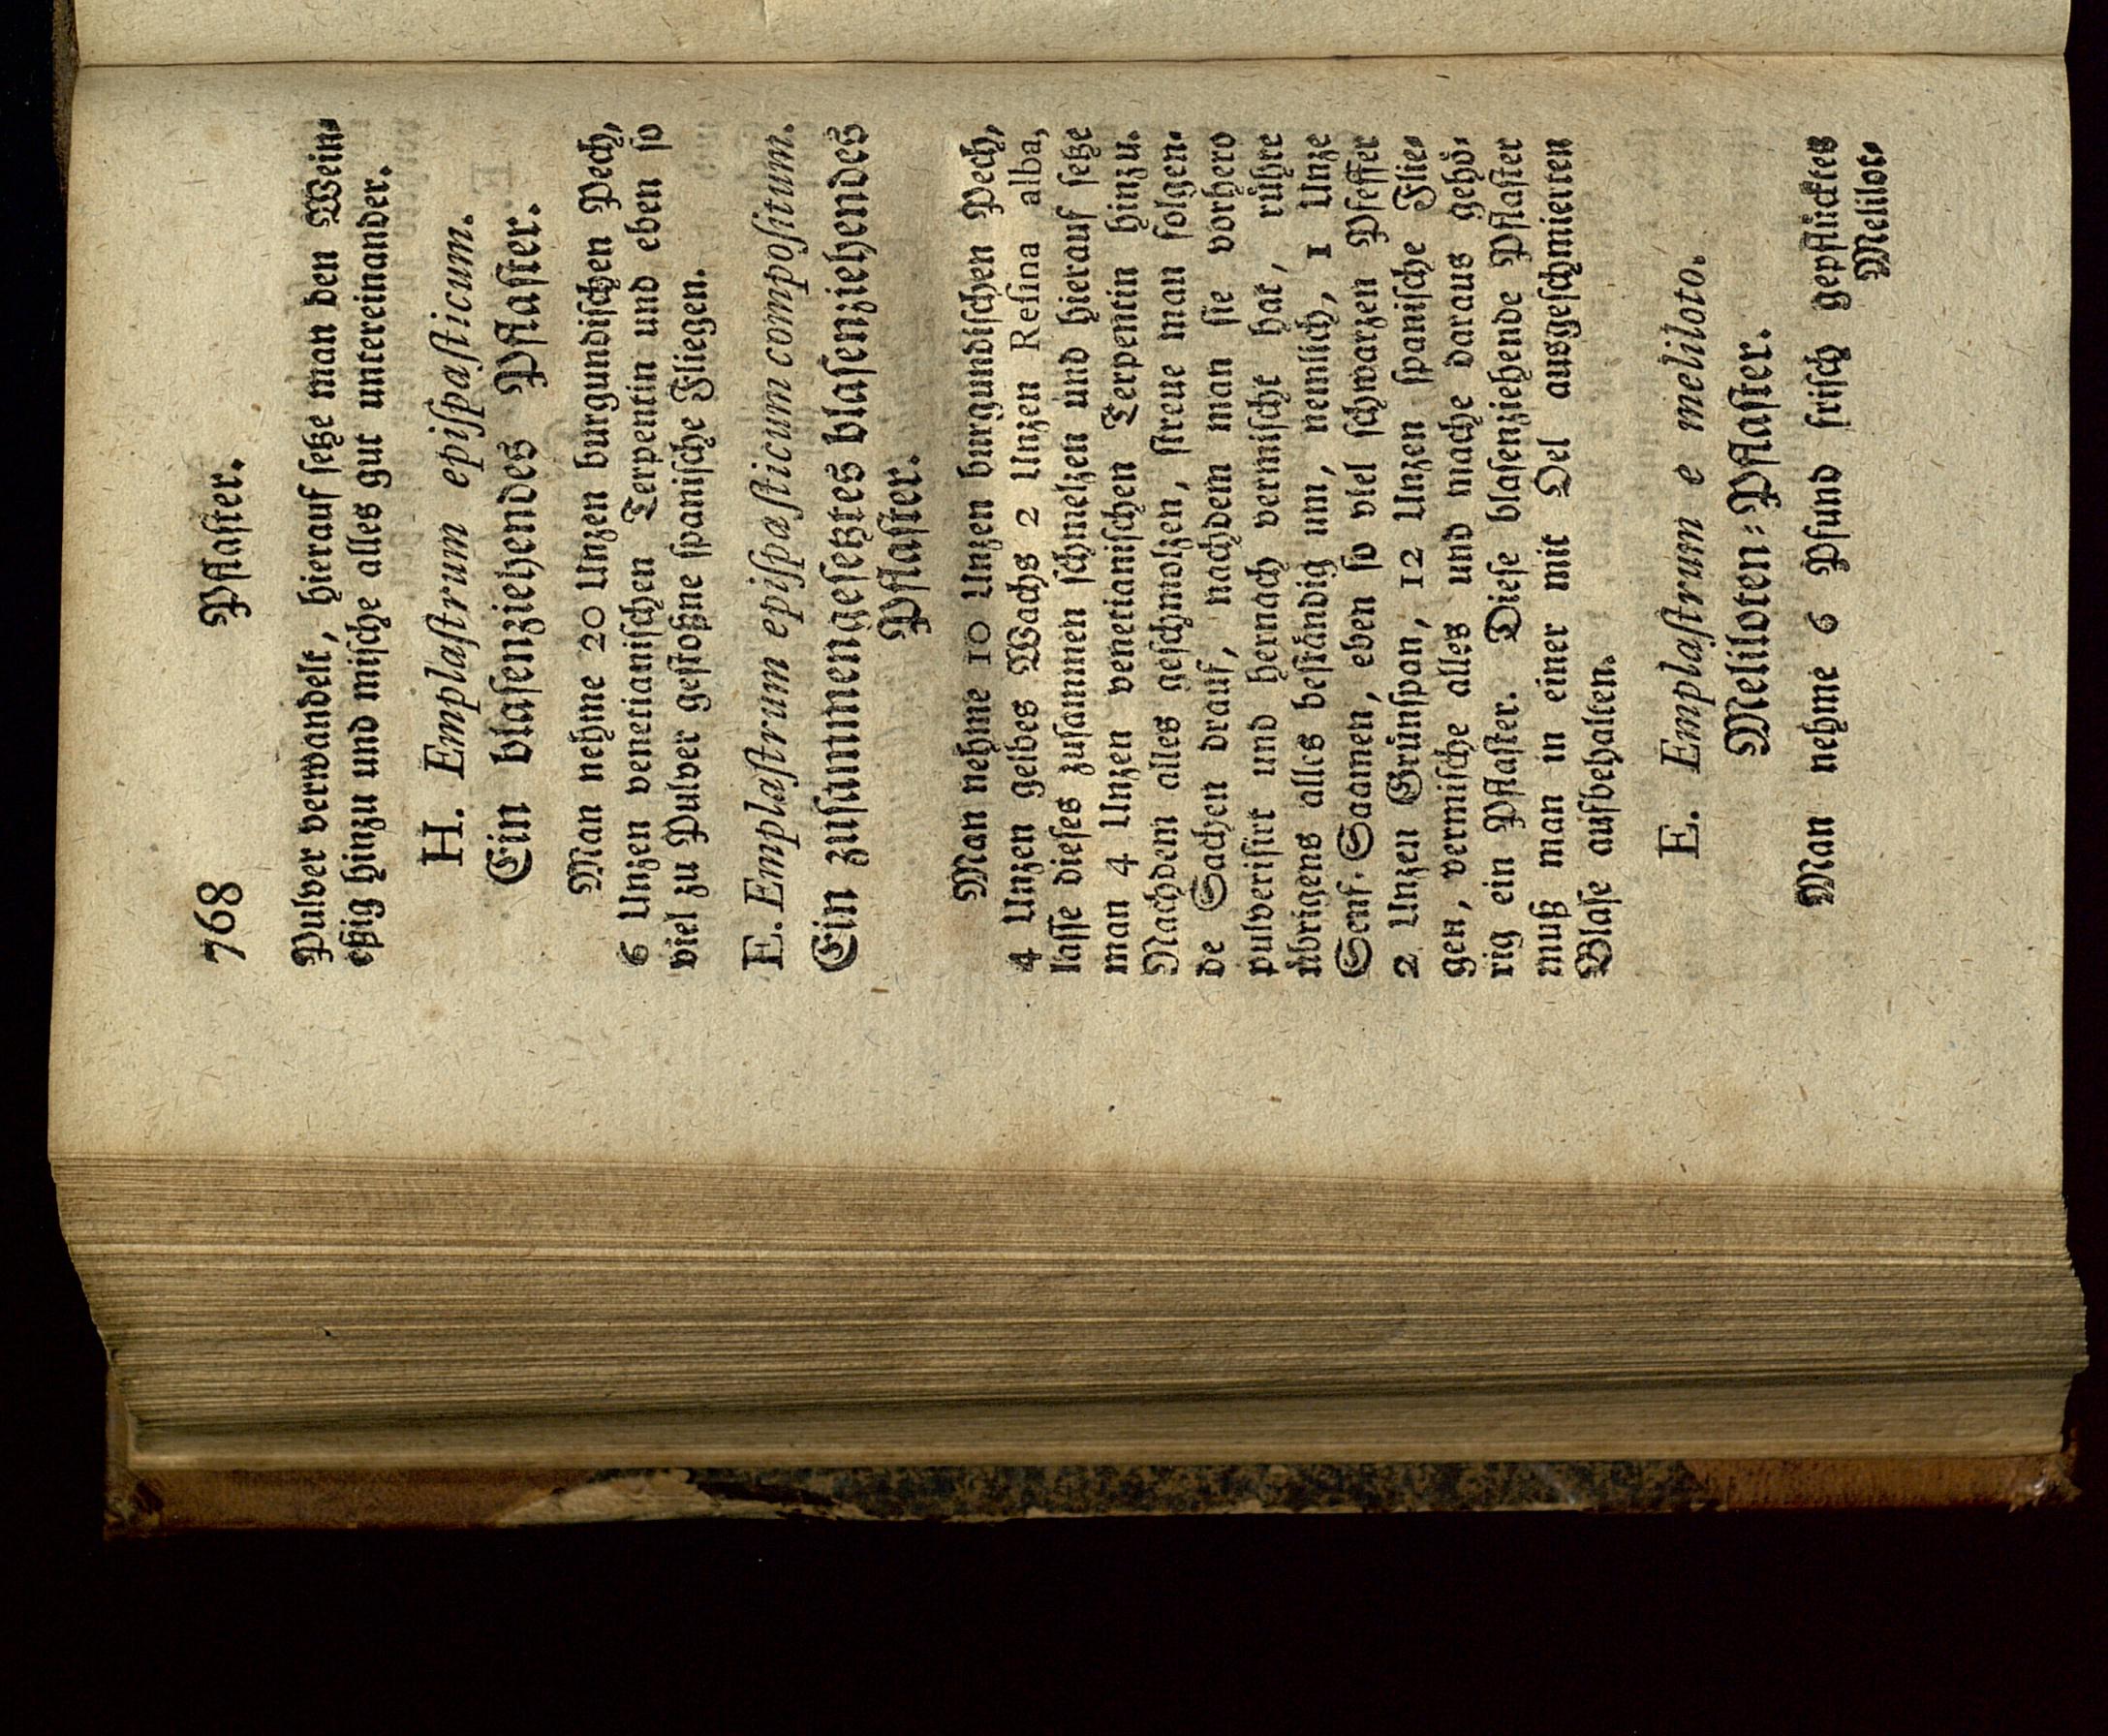 768 Pflaſter.
Pulver verwandelt, hierauf ſetze man den Wein-
eßig hinzu und miſche alles gut untereinander.
H. Emplaſtrum epiſpaſticum.
Ein blaſenziehendes Pflaſter.
Man nehme 20 Unzen burgundiſchen Pech,
6 Unzen venetianiſchen Terpentin und eben ſo
viel zu Pulver geſtoßne ſpaniſche Fliegen.
E. Emplaſtrum epiſpaſticum compoſitum.
Ein zuſammengeſetztes blaſenziehendes
Pflaſter.
Man nehme 10 Unzen burgundiſchen Pech,
4 Unzen gelbes Wachs 2 Unzen Reſina alba,
laſſe dieſes zuſammen ſchmelzen und hierauf ſetze
man 4 Unzen venetianiſchen Terpentin hinzu.
Nachdem alles geſchmolzen, ſtreue man folgen-
de Sachen drauf, nachdem man ſie vorhero
pulveriſirt und hernach vermiſcht hat, rühre
übrigens alles beſtändig um, nemlich, 1 Unze
Senf-Saamen, eben ſo viel ſchwarzen Pfeffer
2 Unzen Grünſpan, 12 Unzen ſpaniſche Flie-
gen, vermiſche alles und mache daraus gehö-
rig ein Pflaſter. Dieſe blaſenziehende Pflaſter
muß man in einer mit Oel ausgeſchmierten
Blaſe aufbehalten.
E. Emplaſtrum e meliloto.
Meliloten-Pflaſter.
Man nehme 6 Pfund friſch gepflücktes
Melilot-